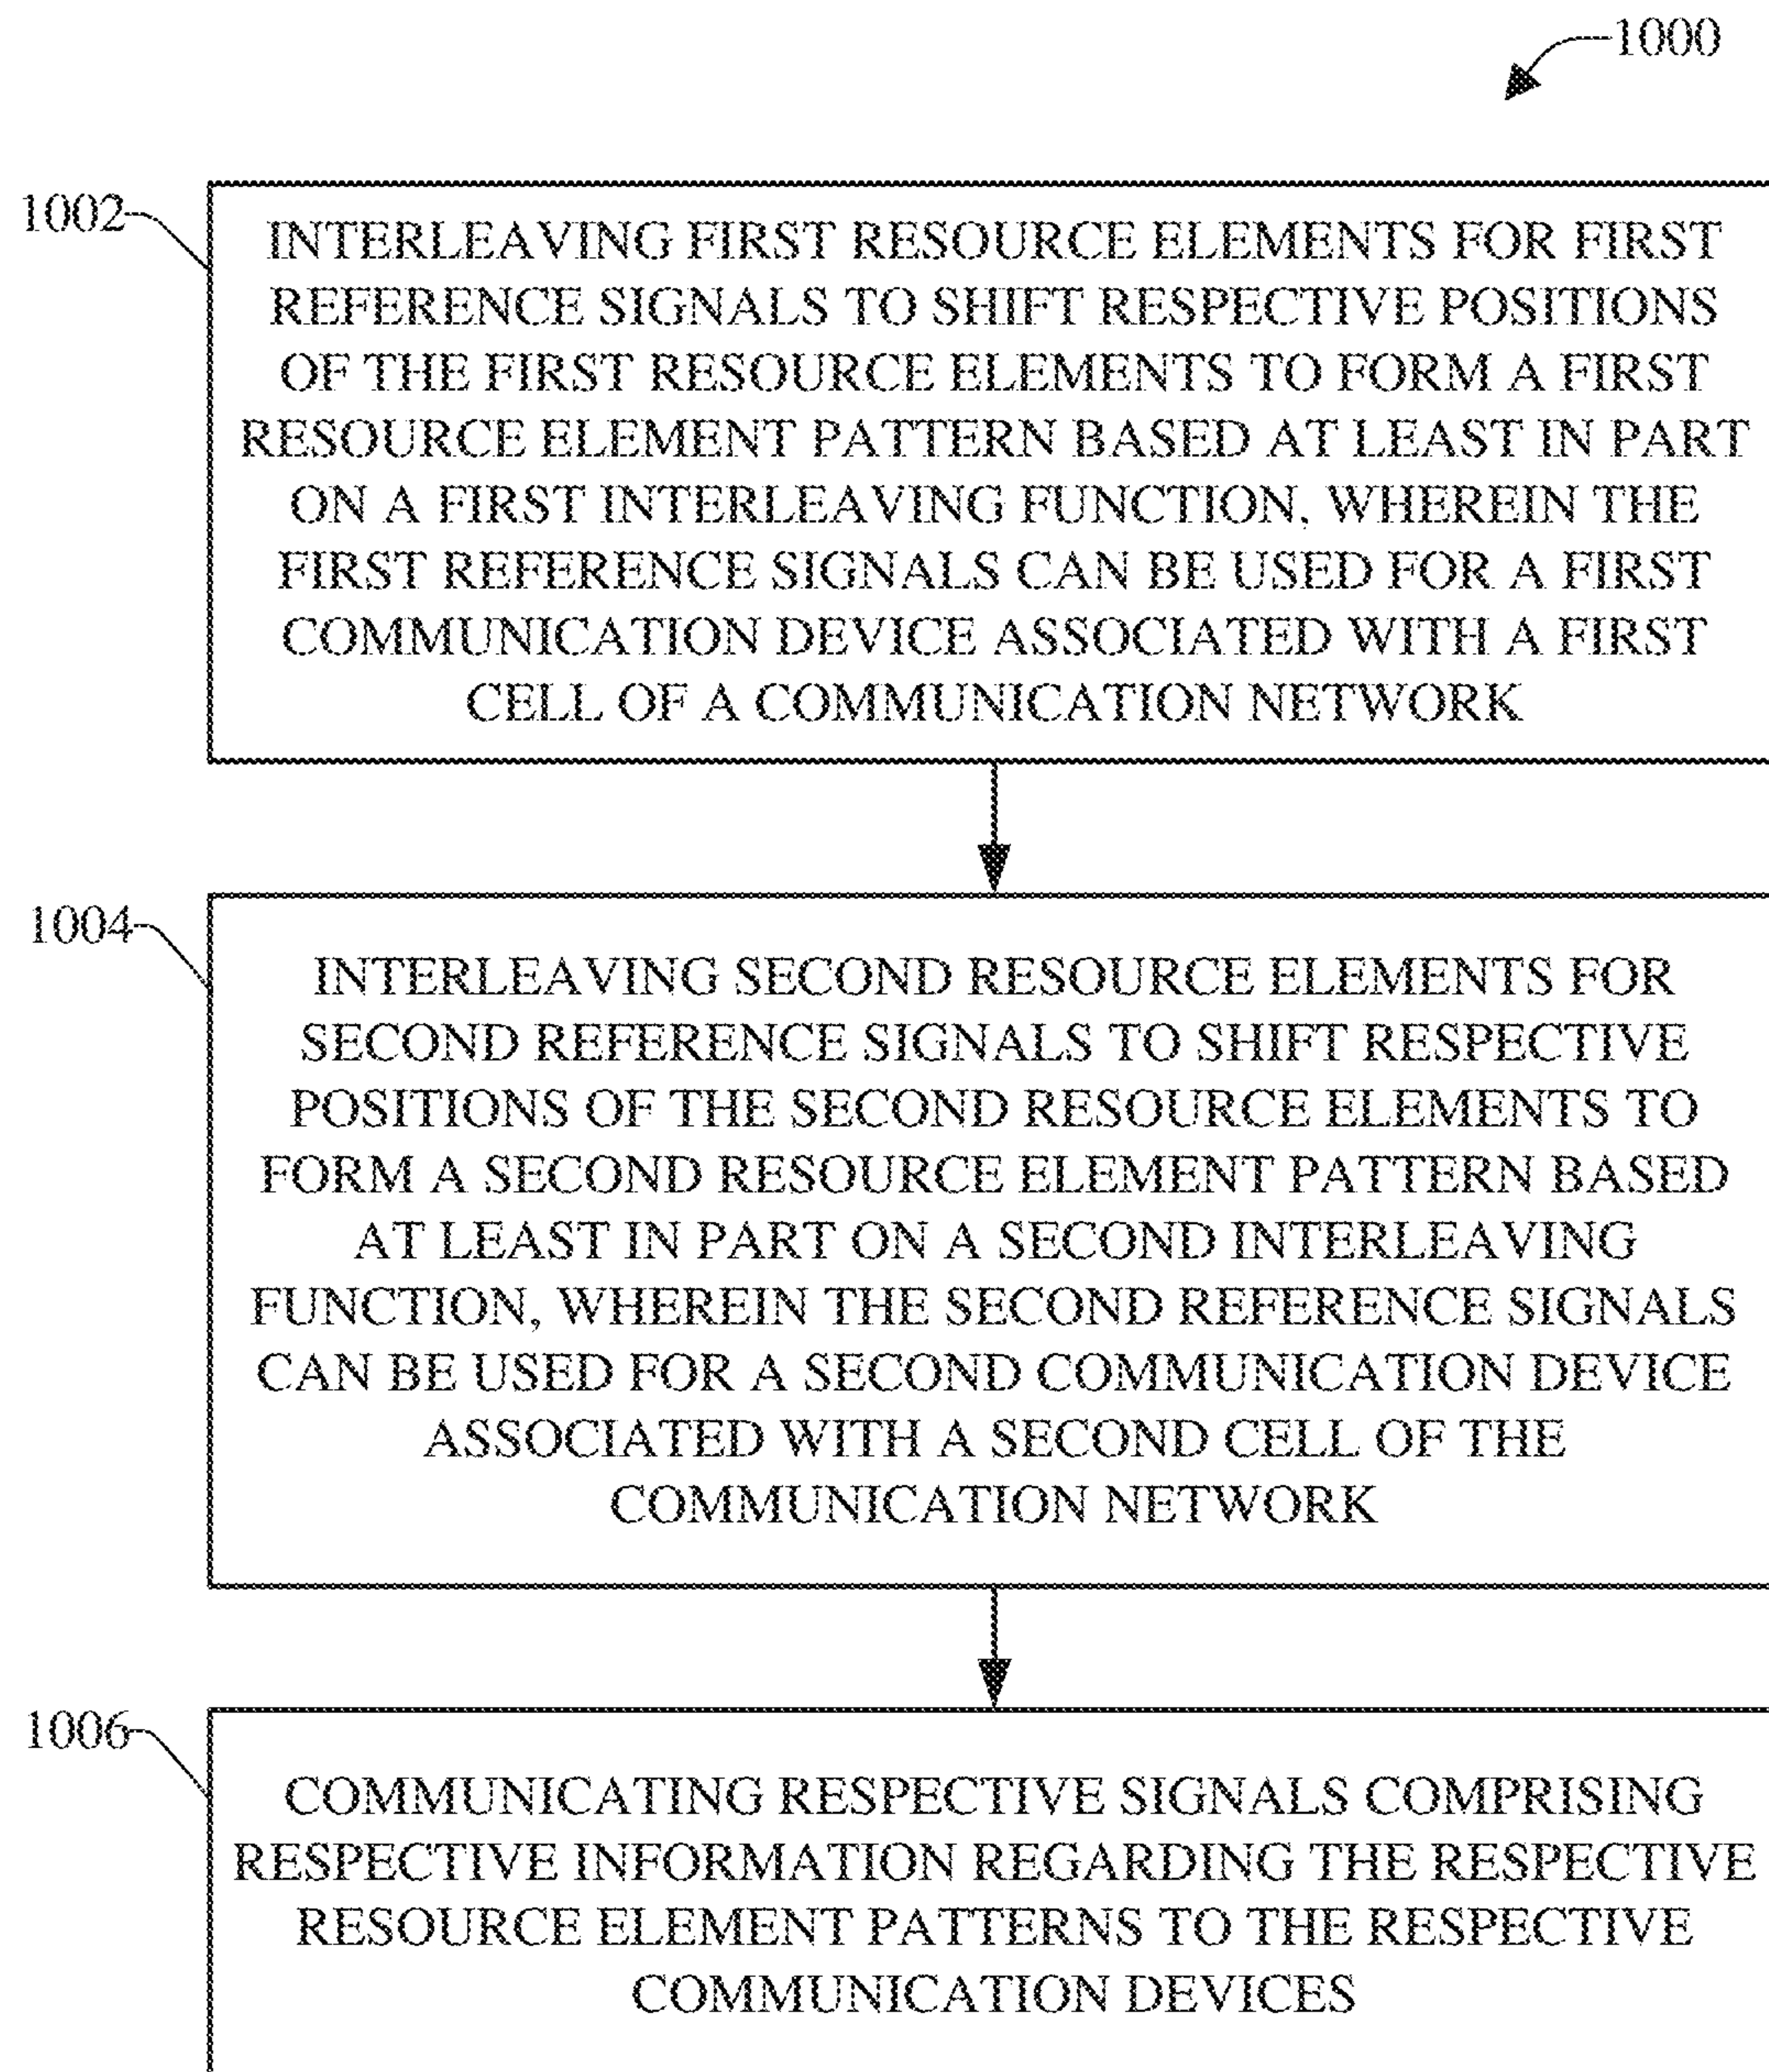 1000
1002
INTERLEAVING FIRST RESOURCE ELEMENTS FOR FIRST
REFERENCE SIGNALS TO SHIFT RESPECTIVE POSITIONS
OF THE FIRST RESOURCE ELEMENTS TO FORM A FIRST
RESOURCE ELEMENT PATTERN BASED AT LEAST IN PART
ON A FIRST INTERLEAVING FUNCTION, WHEREIN THE
FIRST REFERENCE SIGNALS CAN BE USED FOR A FIRST
COMMUNICATION DEVICE ASSOCIATED WITH A FIRST
CELL OF A COMMUNICATION NETWORK
1004
INTERLEAVING SECOND RESOURCE ELEMENTS FOR
SECOND REFERENCE SIGNALS TO SHIFT RESPECTIVE
POSITIONS OF THE SECOND RESOURCE ELEMENTS TO
FORM A SECOND RESOURCE ELEMENT PATTERN BASED
AT LEAST IN PART ON A SECOND INTERLEAVING
FUNCTION, WHEREIN THE SECOND REFERENCE SIGNALS
CAN BE USED FOR A SECOND COMMUNICATION DEVICE
ASSOCIATED WITH A SECOND CELL OF THE
COMMUNICATION NETWORK
1006
COMMUNICATING RESPECTIVE SIGNALS COMPRISING
RESPECTIVE INFORMATION REGARDING THE RESPECTIVE
RESOURCE ELEMENT PATTERNS TO THE RESPECTIVE
COMMUNICATION DEVICES